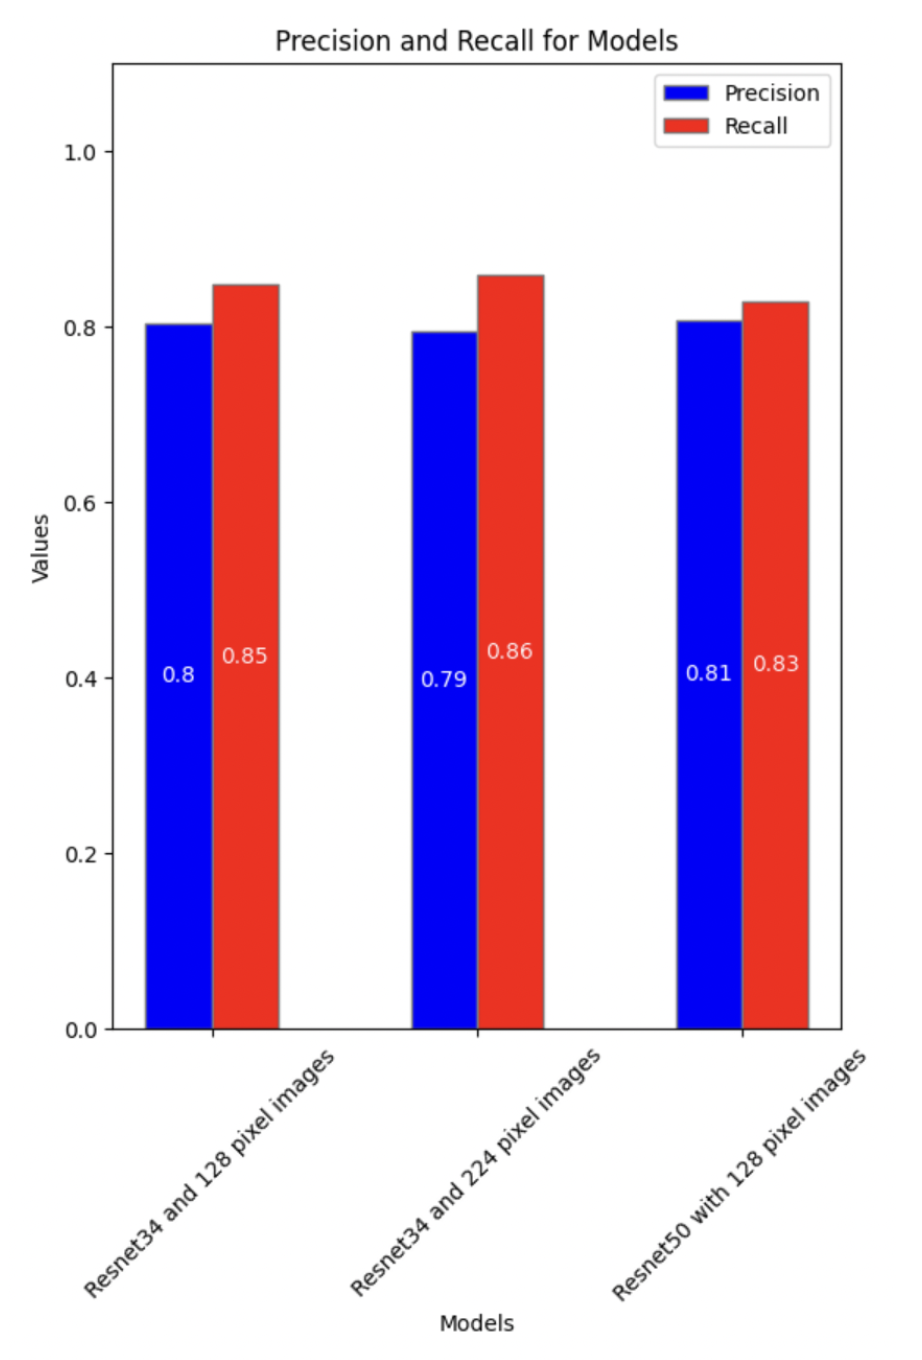 Precision and Recall for Models
Precision
Recall
1.0
0.8
0.6
0.4
0.2
0.0
Values
0.8
0.85
0.79
0.86
0.81
0.83
Resnet34 and 128 pixel images
Resnet34 and 224 pixel images
Resnet50 with 128 pixel images
Models